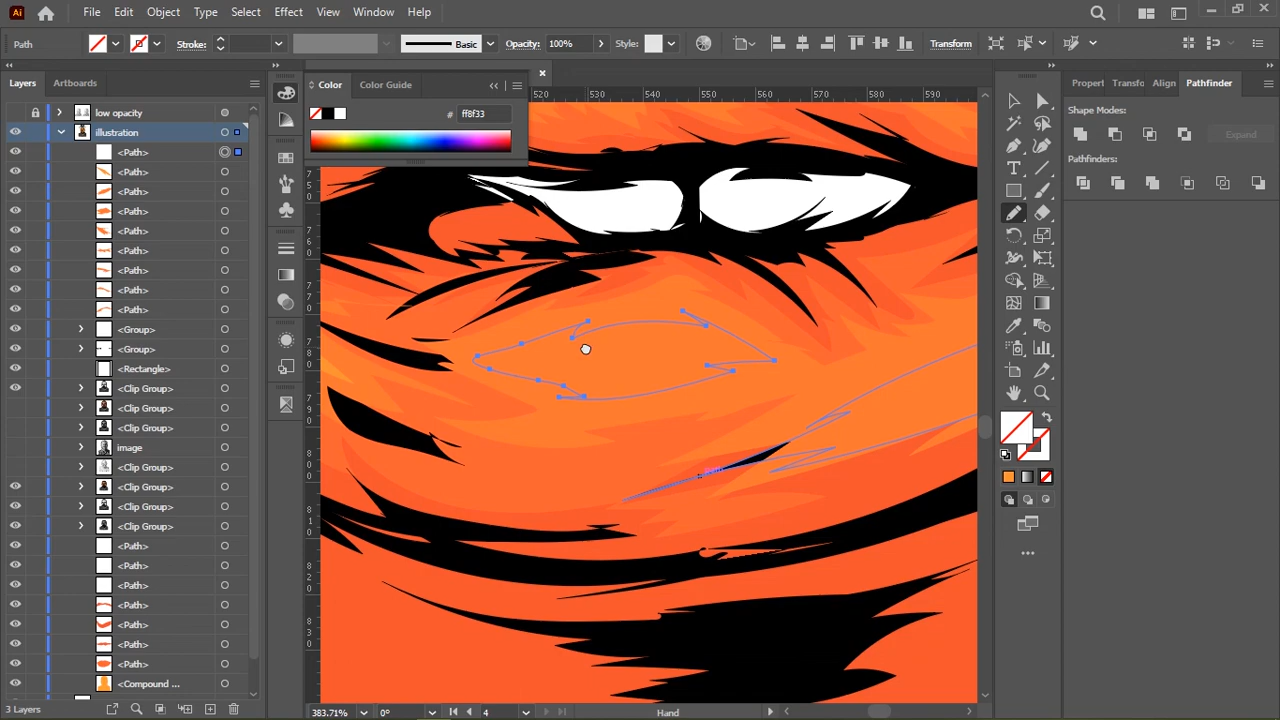 Ai File Edit Object Type Select Effect View Window Help
Path Stroke: Basic Opacity: 100% Style: Transform
Layers Artboards
Color Color Guide
# ff8f33
Properl Transfo Align Pathfinder
Shape Modes:
Expand
Pathfinders:
520 530 540 550 560 570 580 590
low opacity
illustration
<Path>
<Path>
<Path>
<Path>
<Path>
<Path>
<Path>
<Path>
<Path>
<Group>
<Group>
<Rectangle>
<Clip Group>
<Clip Group>
<Clip Group>
image
<Clip Group>
<Clip Group>
<Clip Group>
<Clip Group>
<Path>
<Path>
<Path>
<Path>
<Path>
<Path>
<Path>
<Compound ...
3 Layers
383.71% 0° 4 Hand